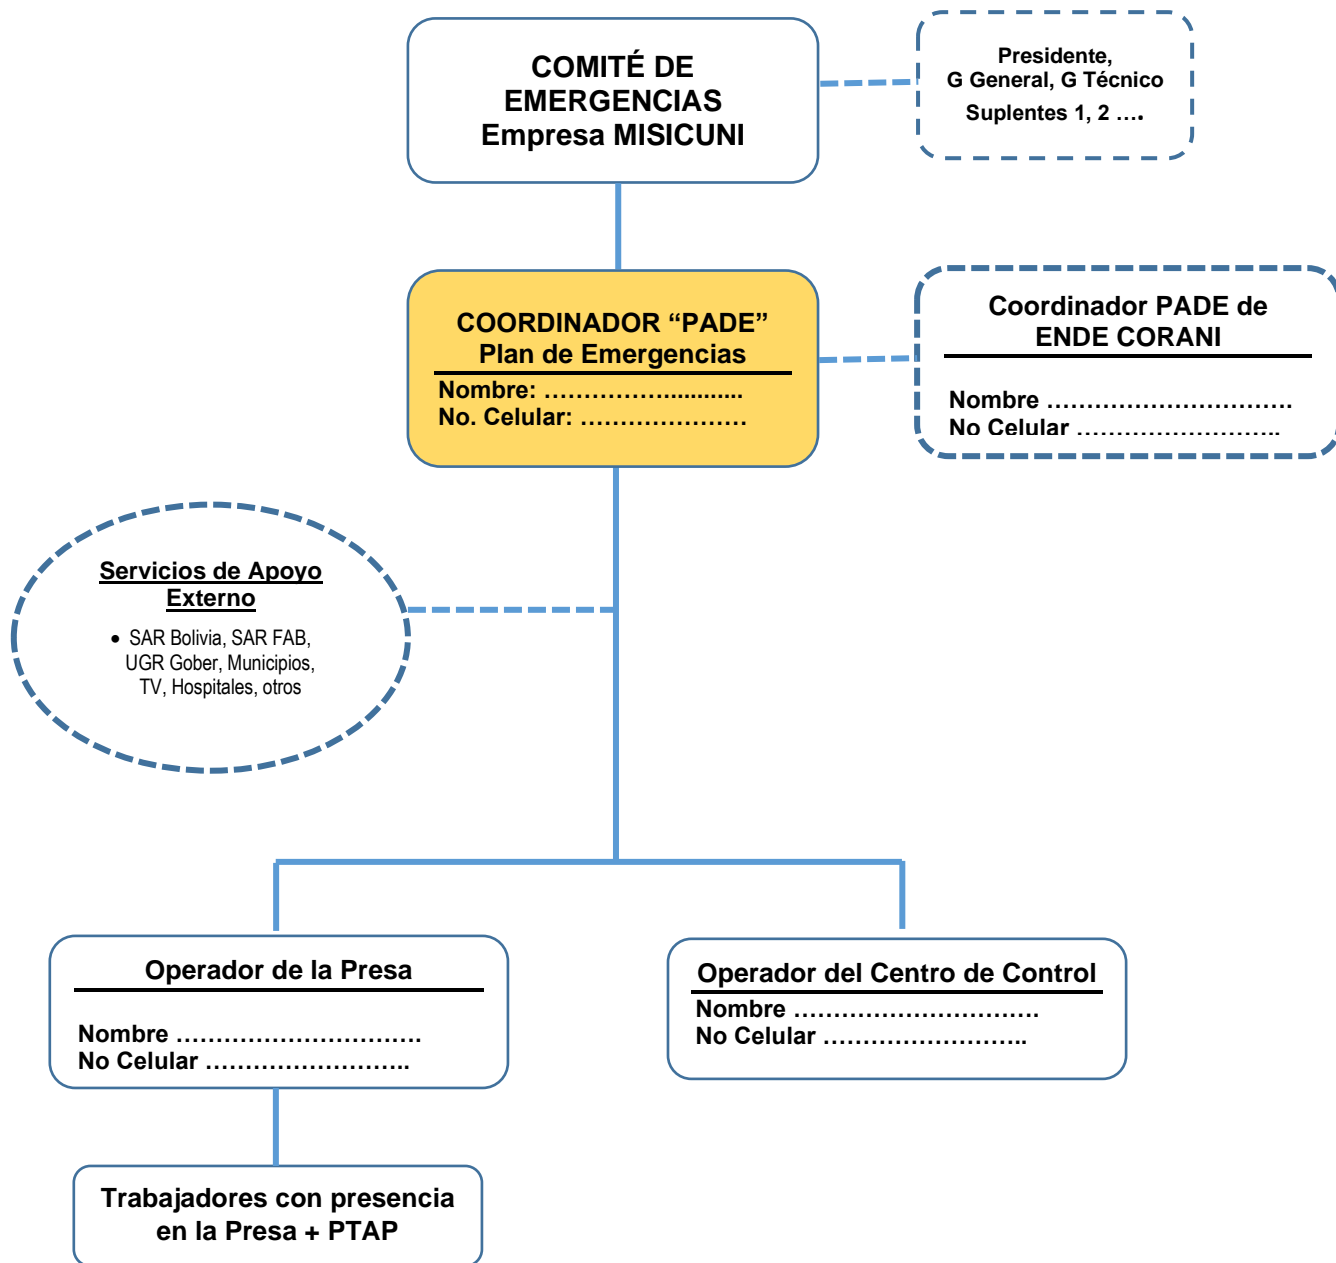 COMITÉ DE
EMERGENCIAS
Empresa MISICUNI
Presidente,
G General, G Técnico
Suplentes 1, 2 ….
COORDINADOR “PADE”
Plan de Emergencias
Nombre: ……………...........
No. Celular: …………………
Coordinador PADE de
ENDE CORANI
Nombre ………………………….
No Celular ……………………..
Servicios de Apoyo
Externo
• SAR Bolivia, SAR FAB,
UGR Gober, Municipios,
TV, Hospitales, otros
Operador de la Presa
Nombre ………………………….
No Celular ……………………..
Operador del Centro de Control
Nombre ………………………….
No Celular ……………………..
Trabajadores con presencia
en la Presa + PTAP